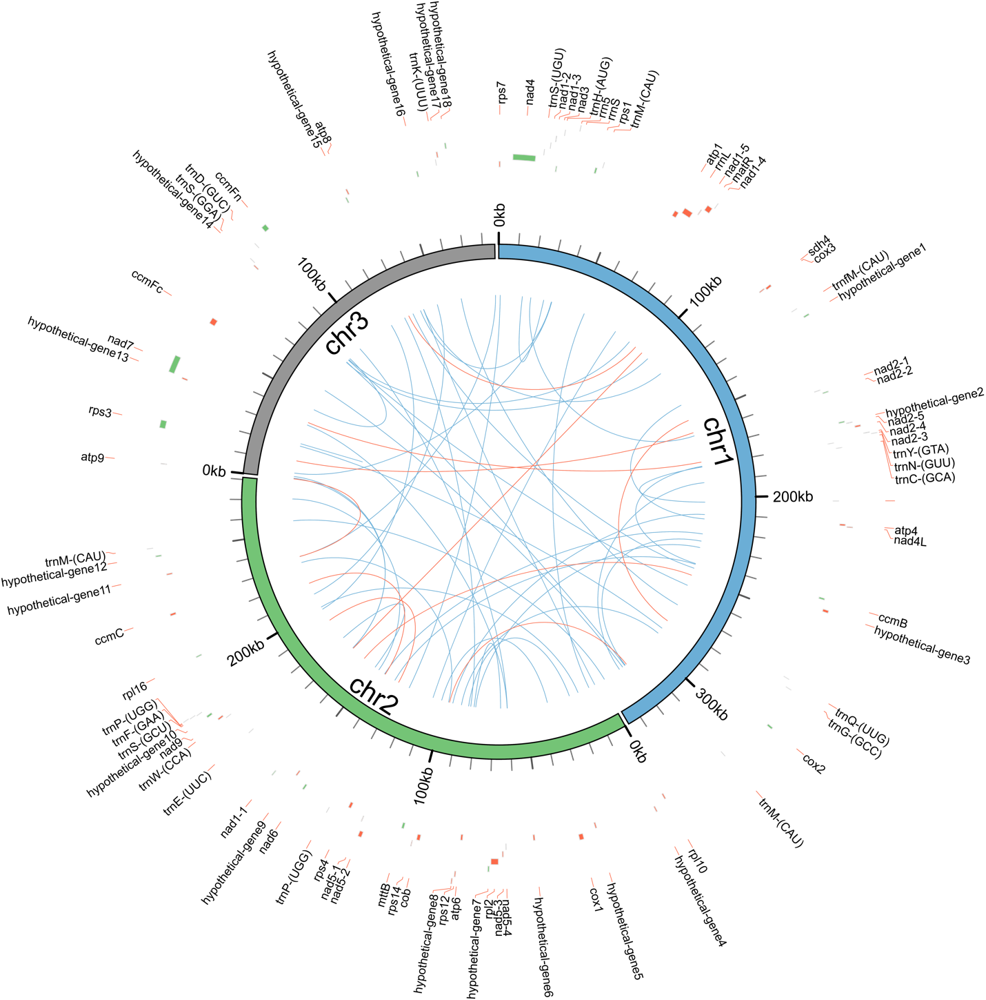 rps7
nad4
trnS-(UGU)
nad1-2
nad1-3
nad3
trnH-(AUG)
rrn5
rrnS
rps1
trnM-(CAU)
atp1
rrnL
nad1-5
matR
nad1-4
sdh4
cox3
trnfM-(CAU)
hypothetical-gene1
nad2-1
nad2-2
hypothetical-gene2
nad2-5
nad2-4
nad2-3
trnY-(GTA)
trnN-(GUU)
trnC-(GCA)
atp4
nad4L
ccmB
hypothetical-gene3
trnQ-(UUG)
trnG-(GCC)
cox2
trnM-(CAU)
rpl10
hypothetical-gene4
hypothetical-gene5
cox1
hypothetical-gene6
nad5-4
nad5-3
rpl2
hypothetical-gene7
atp6
rps12
hypothetical-gene8
cob
rps14
mttB
nad5-2
nad5-1
rps4
trnP-(UGG)
nad6
hypothetical-gene9
nad1-1
trnE-(UUC)
trnW-(CCA)
nad9
hypothetical-gene10
trnS-(GCU)
trnF-(GAA)
trnP-(UGG)
rpl16
ccmC
hypothetical-gene11
hypothetical-gene12
trnM-(CAU)
atp9
rps3
hypothetical-gene13
nad7
ccmFc
hypothetical-gene14
trnS-(GGA)
trnD-(GUC)
ccmFn
hypothetical-gene15
atp8
hypothetical-gene16
trnK-(UUU)
hypothetical-gene17
hypothetical-gene18
0kb
100kb
200kb
300kb
chr1
0kb
100kb
200kb
chr2
0kb
100kb
chr3